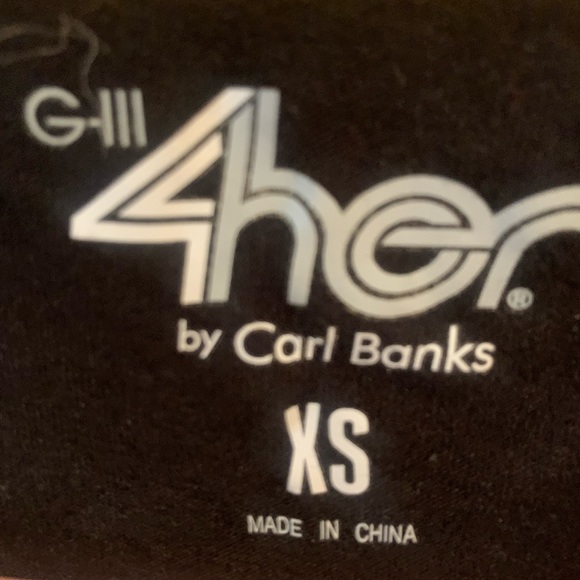 G-III
4her®
by Carl Banks
XS
MADE IN CHINA